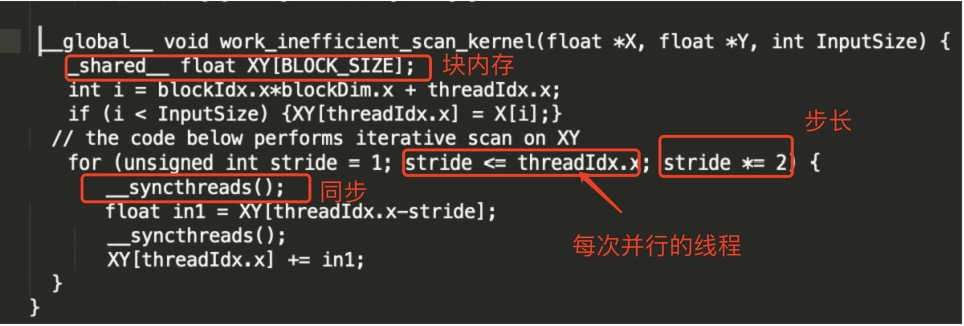 __global__ void work_inefficient_scan_kernel(float *X, float *Y, int InputSize) {
_shared__ float XY[BLOCK_SIZE]; 块内存
int i = blockIdx.x*blockDim.x + threadIdx.x;
if (i < InputSize) {XY[threadIdx.x] = X[i];}
// the code below performs iterative scan on XY
步长
for (unsigned int stride = 1; stride <= threadIdx.x; stride *= 2) {
__syncthreads(); 同步
float in1 = XY[threadIdx.x-stride];
__syncthreads();
每次并行的线程
XY[threadIdx.x] += in1;
}
}